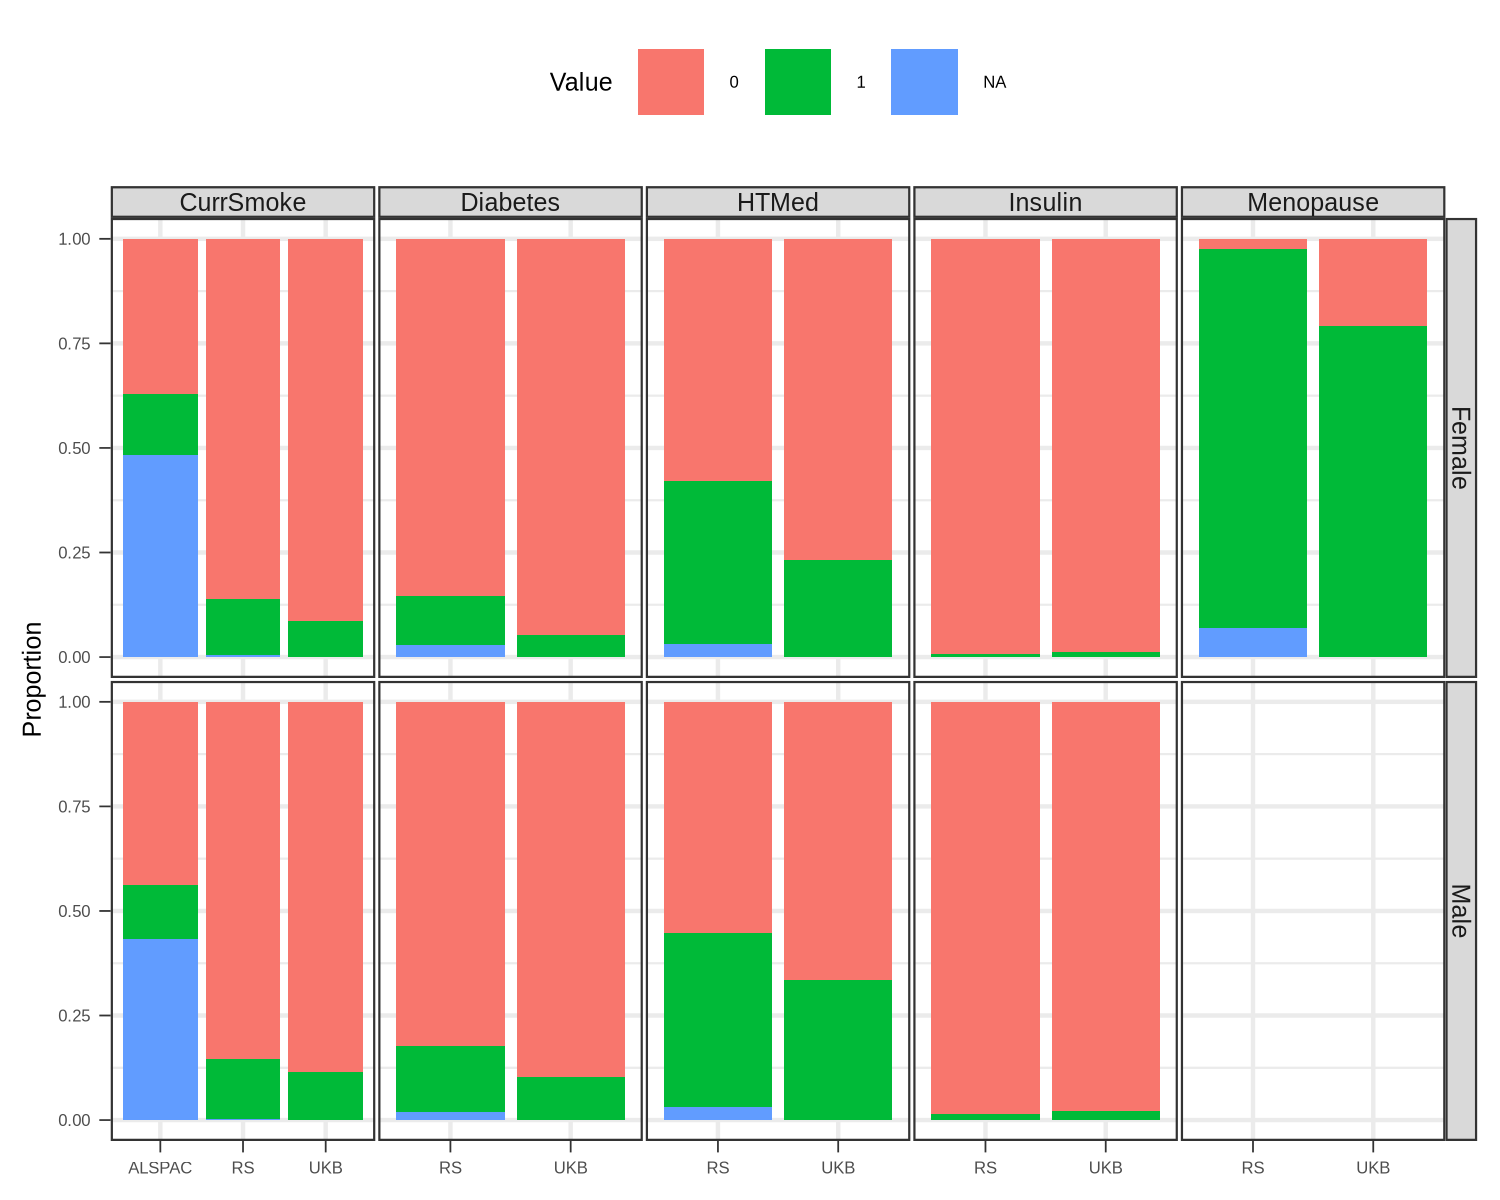 Value 0 1 NA
CurrSmoke Diabetes HTMed Insulin Menopause
1.00
0.75
0.50
0.25
0.00
Female
Proportion
1.00
0.75
0.50
0.25
0.00
Male
ALSPAC RS UKB RS UKB RS UKB RS UKB RS UKB